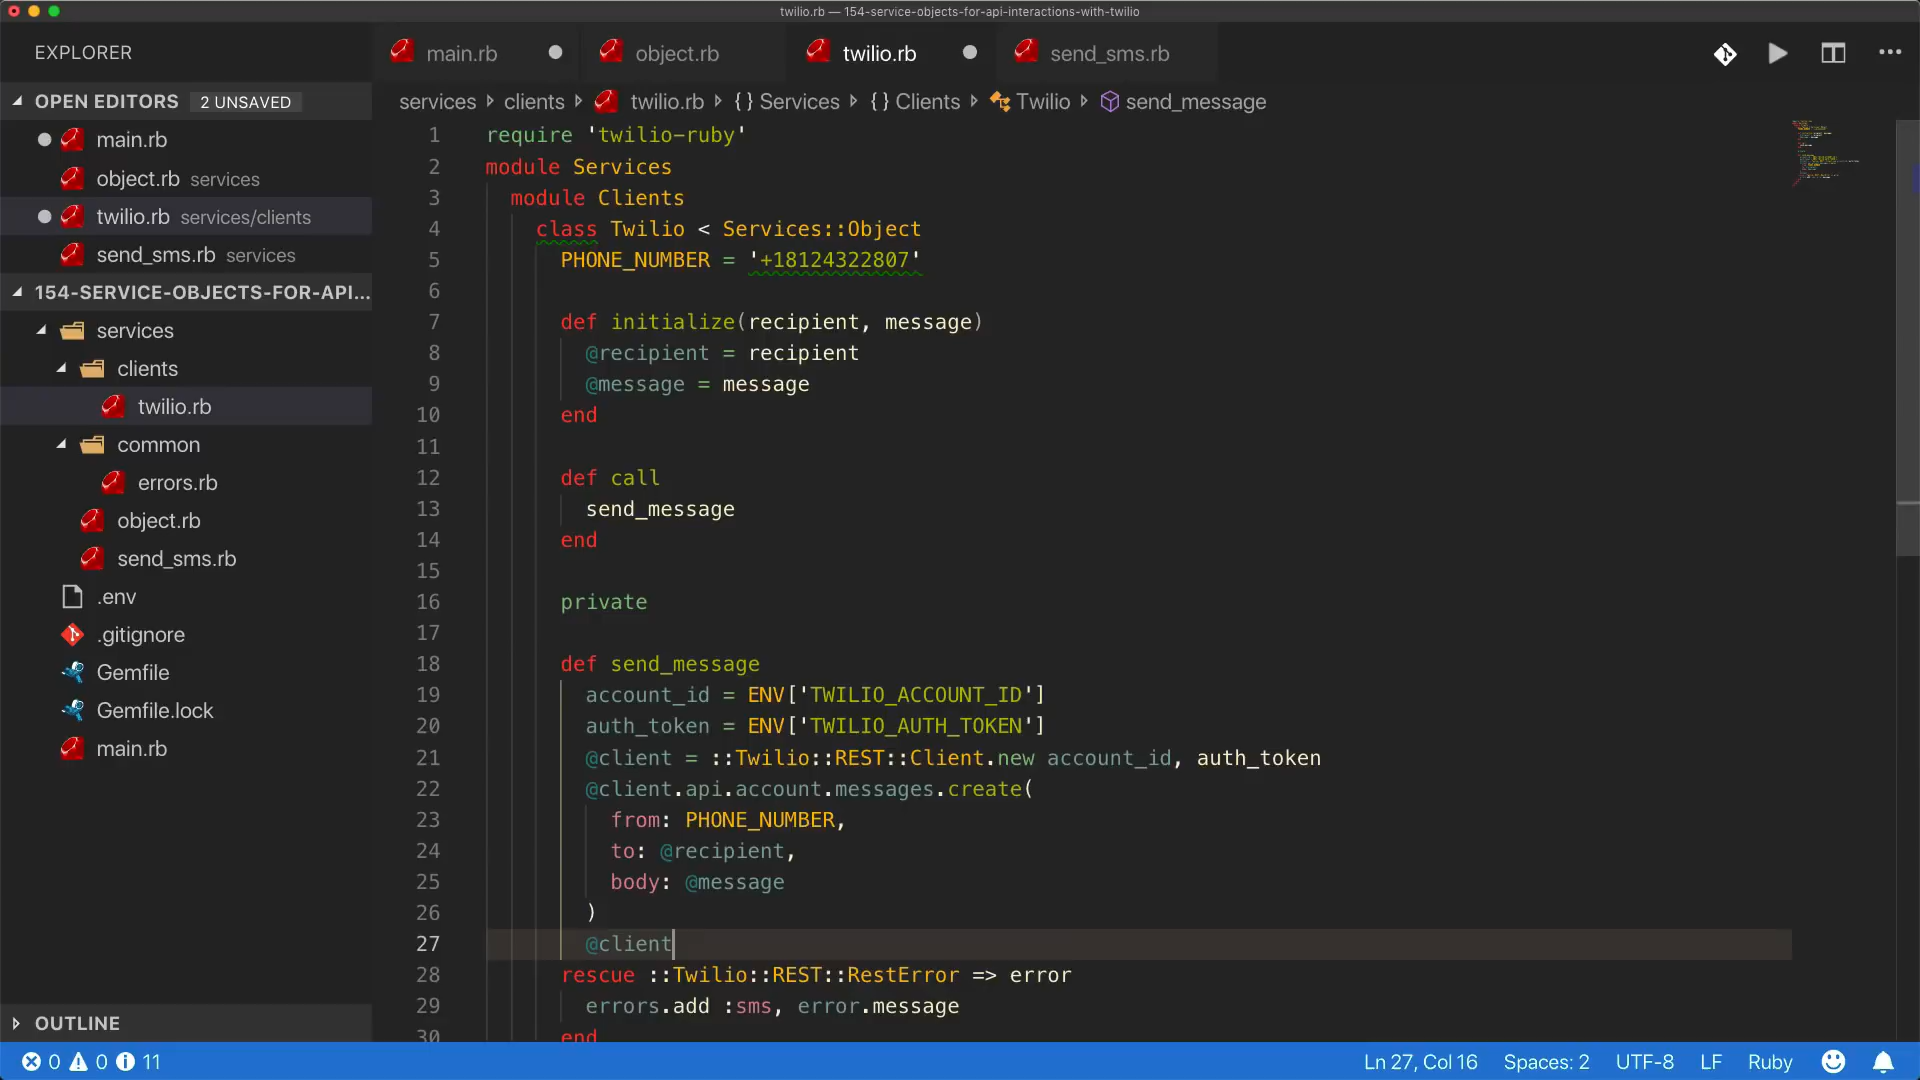 twilio.rb — 154-service-objects-for-api-interactions-with-twilio
EXPLORER
main.rb
object.rb
twilio.rb
send_sms.rb
OPEN EDITORS 2 UNSAVED
main.rb
object.rb services
twilio.rb services/clients
send_sms.rb services
154-SERVICE-OBJECTS-FOR-API...
services
clients
twilio.rb
common
errors.rb
object.rb
send_sms.rb
.env
.gitignore
Gemfile
Gemfile.lock
main.rb
OUTLINE
services clients twilio.rb {} Services {} Clients Twilio send_message
1 require 'twilio-ruby'
2 module Services
3 module Clients
4 class Twilio < Services::Object
5 PHONE_NUMBER = '+18124322807'
6
7 def initialize(recipient, message)
8 @recipient = recipient
9 @message = message
10 end
11
12 def call
13 send_message
14 end
15
16 private
17
18 def send_message
19 account_id = ENV['TWILIO_ACCOUNT_ID']
20 auth_token = ENV['TWILIO_AUTH_TOKEN']
21 @client = ::Twilio::REST::Client.new account_id, auth_token
22 @client.api.account.messages.create(
23 from: PHONE_NUMBER,
24 to: @recipient,
25 body: @message
26 )
27 @client
28 rescue ::Twilio::REST::RestError => error
29 errors.add :sms, error.message
30 end
0 0 11
Ln 27, Col 16 Spaces: 2 UTF-8 LF Ruby